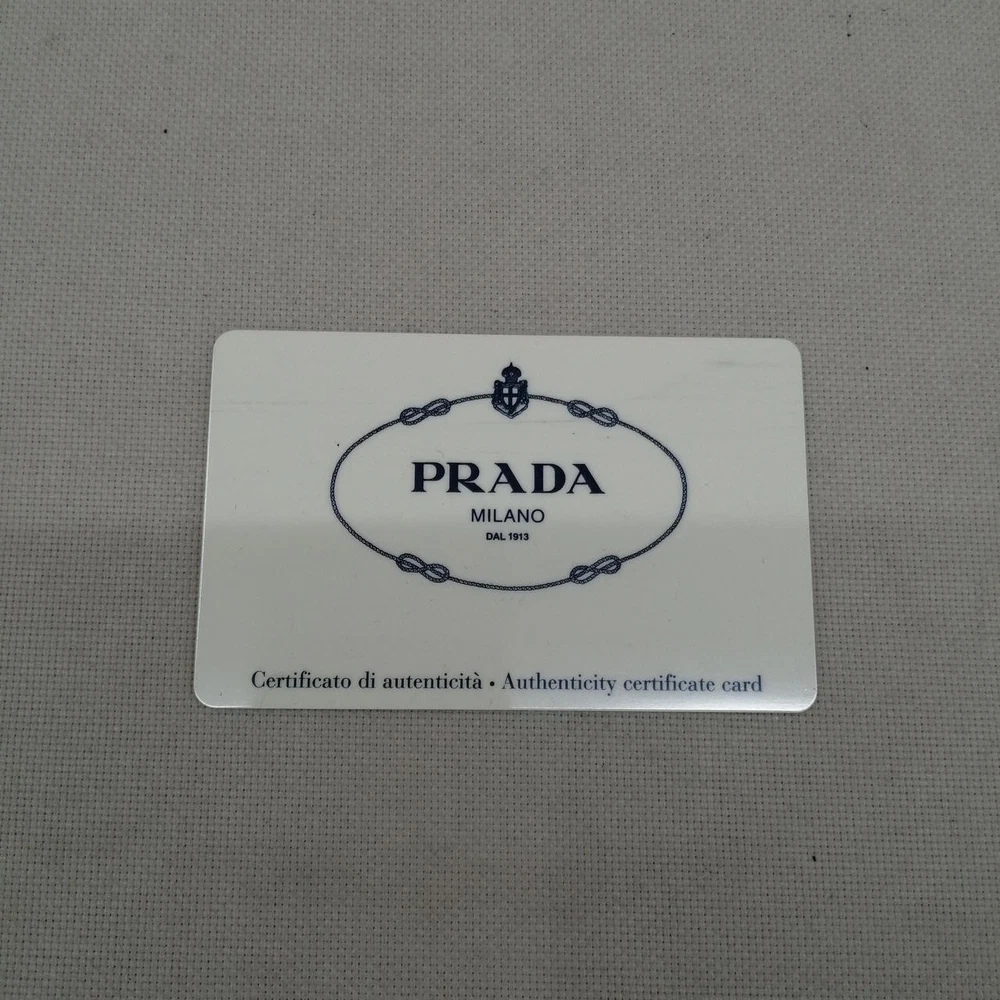 PRADA
MILANO
DAL 1913
Certificato di autenticità • Authenticity certificate card